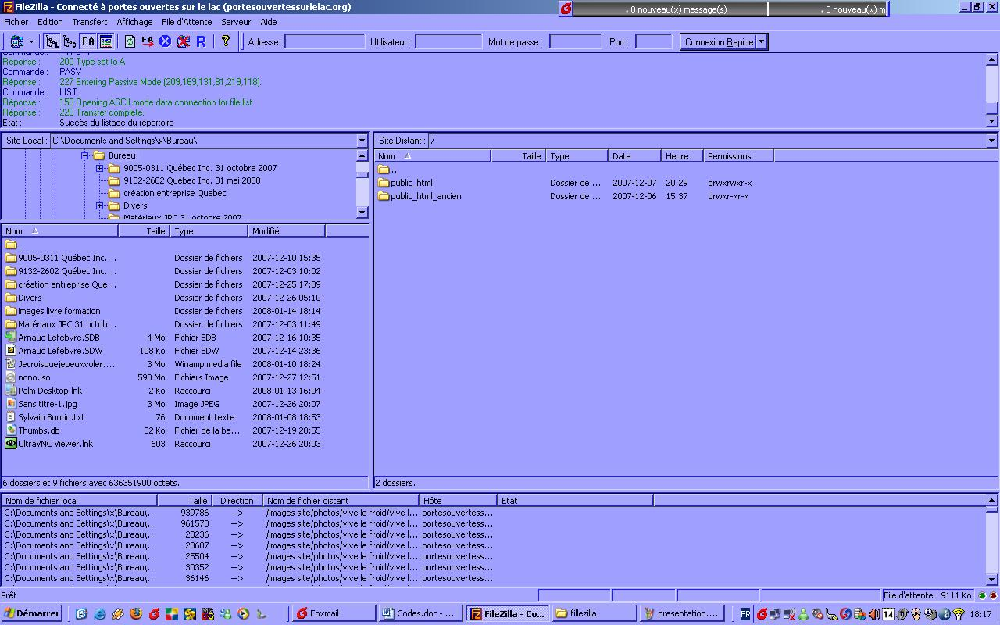 FileZilla - Connecté à portes ouvertes sur le lac (portesouvertessurlelac.org)
. 0 nouveau(x) message(s) . 0 nouveau(x) m
Fichier Edition Transfert Affichage File d'Attente Serveur Aide
Adresse : Utilisateur : Mot de passe : Port : Connexion Rapide
Réponse : 200 Type set to A
Commande : PASV
Réponse : 227 Entering Passive Mode (209,169,131,81,219,118).
Commande : LIST
Réponse : 150 Opening ASCII mode data connection for file list
Réponse : 226 Transfer complete.
Etat : Succès du listage du répertoire
Site Local : C:\Documents and Settings\x\Bureau\
Bureau
9005-0311 Québec Inc. 31 octobre 2007
9132-2602 Québec Inc. 31 mai 2008
création entreprise Quebec
Divers
Matériaux JPC 31 octobre 2007
Nom Taille Type Modifié
..
9005-0311 Québec Inc.... Dossier de fichiers 2007-12-10 15:35
9132-2602 Québec Inc.... Dossier de fichiers 2007-12-03 10:02
création entreprise Que... Dossier de fichiers 2007-12-25 17:09
Divers Dossier de fichiers 2007-12-26 05:10
images livre formation Dossier de fichiers 2008-01-14 18:14
Matériaux JPC 31 octob... Dossier de fichiers 2007-12-03 11:49
Arnaud Lefebvre.SDB 4 Mo Fichier SDB 2007-12-16 10:35
Arnaud Lefebvre.SDW 108 Ko Fichier SDW 2007-12-14 23:36
Jecroisquejepeuxvoler.... 3 Mo Winamp media file 2008-01-10 18:24
nono.iso 598 Mo Fichiers Image 2007-12-27 12:51
Palm Desktop.lnk 2 Ko Raccourci 2008-01-13 16:04
Sans titre-1.jpg 3 Mo Image JPEG 2007-12-26 20:07
Sylvain Boutin.txt 76 Document texte 2008-01-08 18:53
Thumbs.db 32 Ko Fichier de la ba... 2007-12-19 20:55
UltraVNC Viewer.lnk 603 Raccourci 2007-12-26 20:03
6 dossiers et 9 fichiers avec 636351900 octets.
Site Distant : /
Nom Taille Type Date Heure Permissions
..
public_html Dossier de ... 2007-12-07 20:29 drwxrwxr-x
public_html_ancien Dossier de ... 2007-12-06 15:37 drwxr-xr-x
2 dossiers.
Nom de fichier local Taille Direction Nom de fichier distant Hôte Etat
C:\Documents and Settings\x\Bureau\... 939786 --> /images site/photos/vive le froid/vive l... portesouvertess...
C:\Documents and Settings\x\Bureau\... 961570 --> /images site/photos/vive le froid/vive l... portesouvertess...
C:\Documents and Settings\x\Bureau\... 20236 --> /images site/photos/vive le froid/vive l... portesouvertess...
C:\Documents and Settings\x\Bureau\... 20607 --> /images site/photos/vive le froid/vive l... portesouvertess...
C:\Documents and Settings\x\Bureau\... 25504 --> /images site/photos/vive le froid/vive l... portesouvertess...
C:\Documents and Settings\x\Bureau\... 30352 --> /images site/photos/vive le froid/vive l... portesouvertess...
C:\Documents and Settings\x\Bureau\... 36146 --> /images site/photos/vive le froid/vive l... portesouvertess...
Prêt File d'attente : 9111 Ko
Démarrer Foxmail Codes.doc - ... FileZilla - Co... fillezilla presentation.... FR 14 18:17